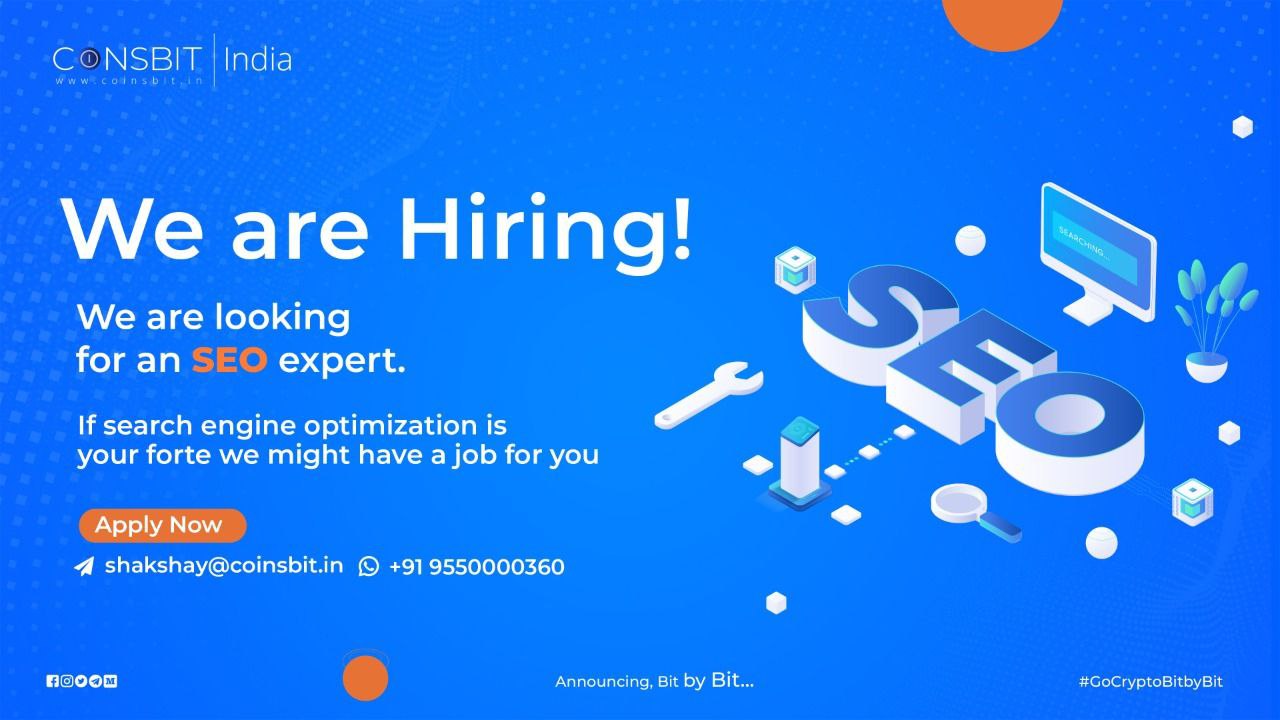 CONSBIT | India
www.coinsbit.in
We are Hiring!
We are looking
for an SEO expert.
If search engine optimization is
your forte we might have a job for you
Apply Now
shakshay@coinsbit.in +91 9550000360
SEARCHING...
SEO
Announcing, Bit by Bit...
#GoCryptoBitbyBit